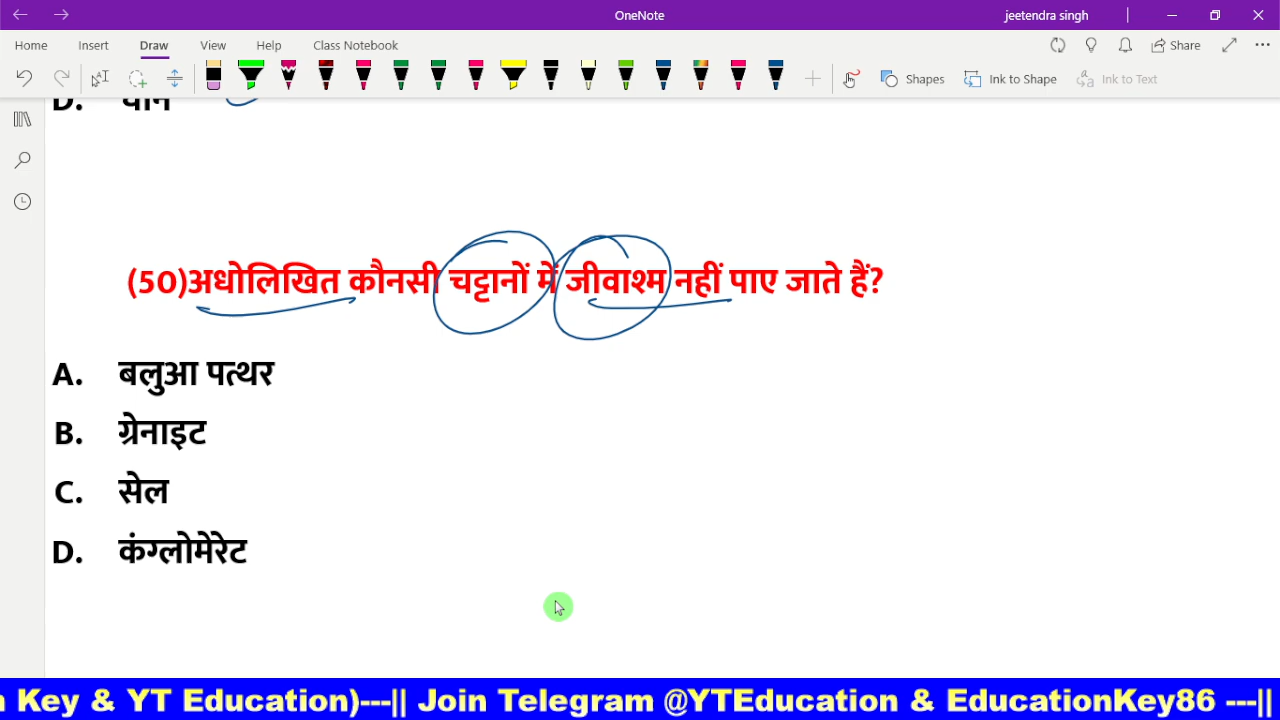 OneNote
jeetendra singh
Home Insert Draw View Help Class Notebook
Share
Shapes Ink to Shape Ink to Text
D.
(50)अधोलिखित कौनसी चट्टानों में जीवाश्म नहीं पाए जाते हैं?
A. बलुआ पत्थर
B. ग्रेनाइट
C. सेल
D. कंग्लोमेरेट
Key & YT Education)---|| Join Telegram @YTEducation & EducationKey86 ---||